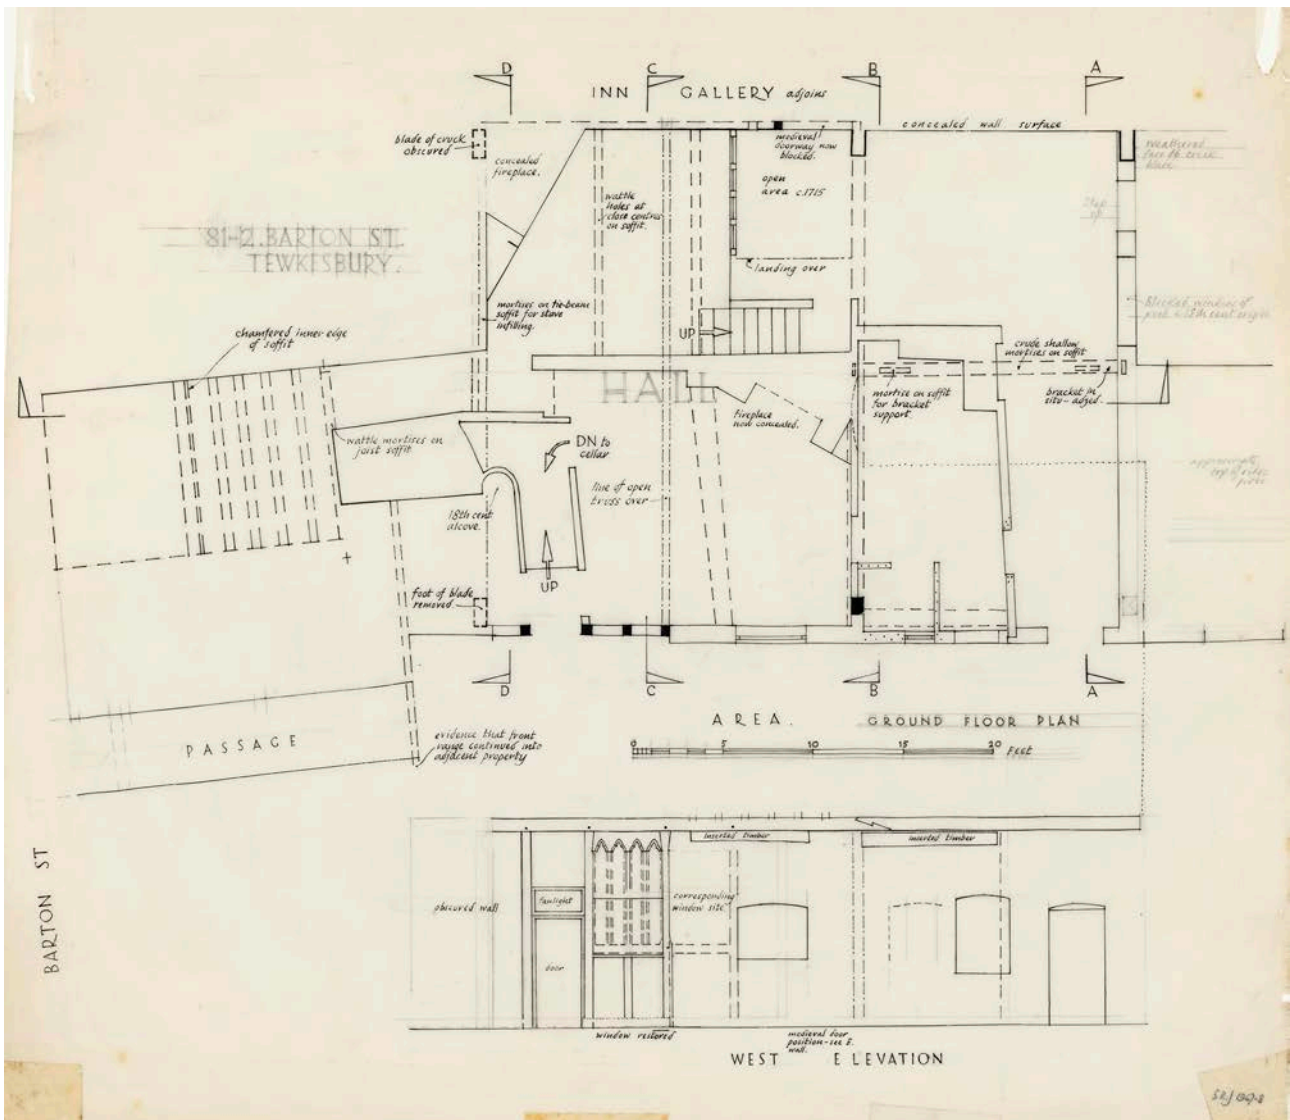 D
C
B
A
INN GALLERY adjoins
concealed wall surface
blade of cruck
obscured
concealed
fireplace.
medieval
doorway now
blocked.
weathered
wattle
holes at
close centres
on soffit.
open
area c.1715
81-2. BARTON ST.
TEWKESBURY.
landing over
mortises on tie-beam
soffit for stave
infilling.
chamfered inner edge
of soffit
UP
crude shallow
mortises on soffit
HALL
mortise on soffit
for bracket
support.
bracket in
situ - adzed.
fireplace
now concealed.
wattle mortises on
joist soffit
DN to
cellar
line of open
truss over
18th cent
alcove.
UP
foot of blade
removed
D
C
B
A
AREA.
GROUND FLOOR PLAN
PASSAGE
evidence that front
range continued into
adjacent property
0 5 10 15 20 Feet
inserted timber
inserted timber
BARTON ST
obscured wall
fanlight
corresponding
window site
door
window restored
medieval door
position - see E.
wall.
WEST ELEVATION